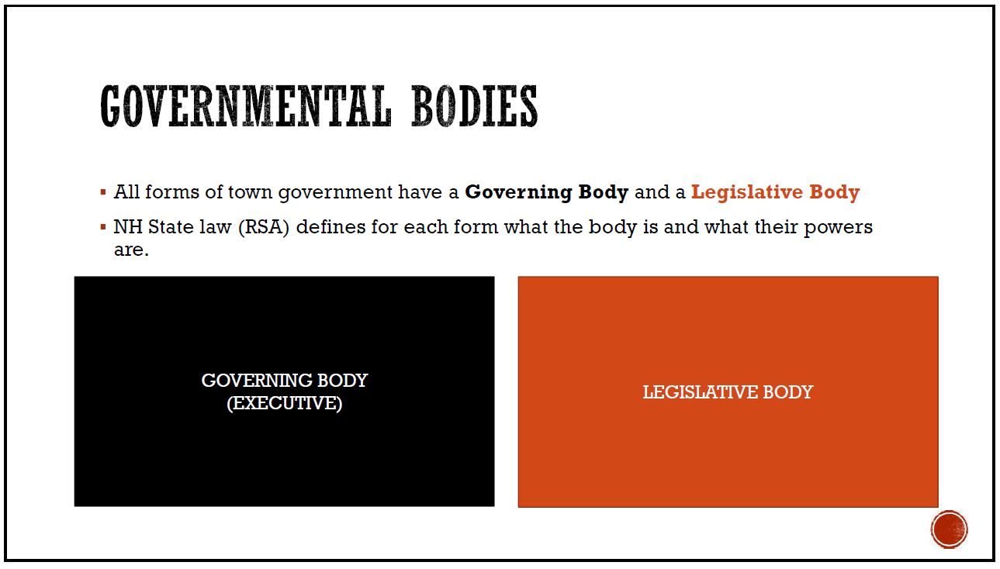 GOVERNMENTAL BODIES
▪ All forms of town government have a Governing Body and a Legislative Body
▪ NH State law (RSA) defines for each form what the body is and what their powers
are.
GOVERNING BODY
(EXECUTIVE)
LEGISLATIVE BODY